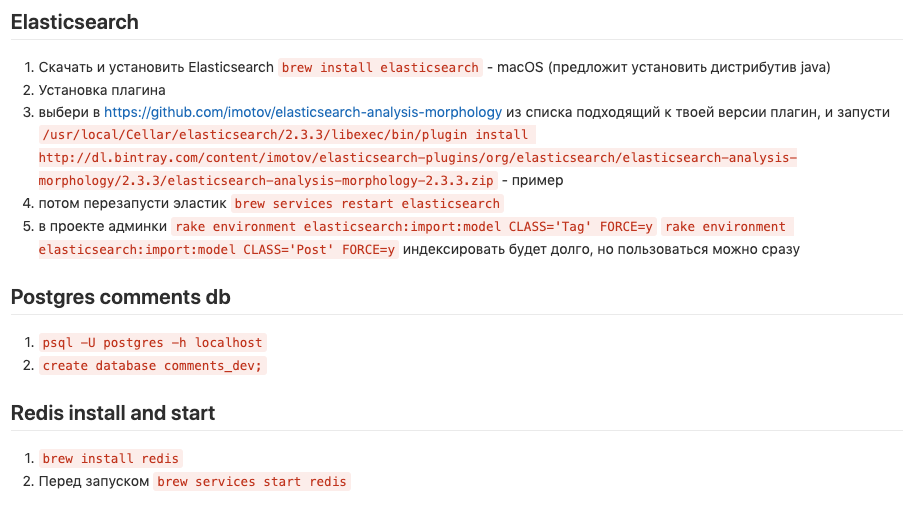 Elasticsearch
1. Скачать и установить Elasticsearch brew install elasticsearch - macOS (предложит установить дистрибутив java)
2. Установка плагина
3. выбери в https://github.com/imotov/elasticsearch-analysis-morphology из списка подходящий к твоей версии плагин, и запусти
/usr/local/Cellar/elasticsearch/2.3.3/libexec/bin/plugin install
http://dl.bintray.com/content/imotov/elasticsearch-plugins/org/elasticsearch/elasticsearch-analysis-
morphology/2.3.3/elasticsearch-analysis-morphology-2.3.3.zip - пример
4. потом перезапусти эластик brew services restart elasticsearch
5. в проекте админки rake environment elasticsearch:import:model CLASS='Tag' FORCE=y rake environment
elasticsearch:import:model CLASS='Post' FORCE=y индексировать будет долго, но пользоваться можно сразу
Postgres comments db
1. psql -U postgres -h localhost
2. create database comments_dev;
Redis install and start
1. brew install redis
2. Перед запуском brew services start redis